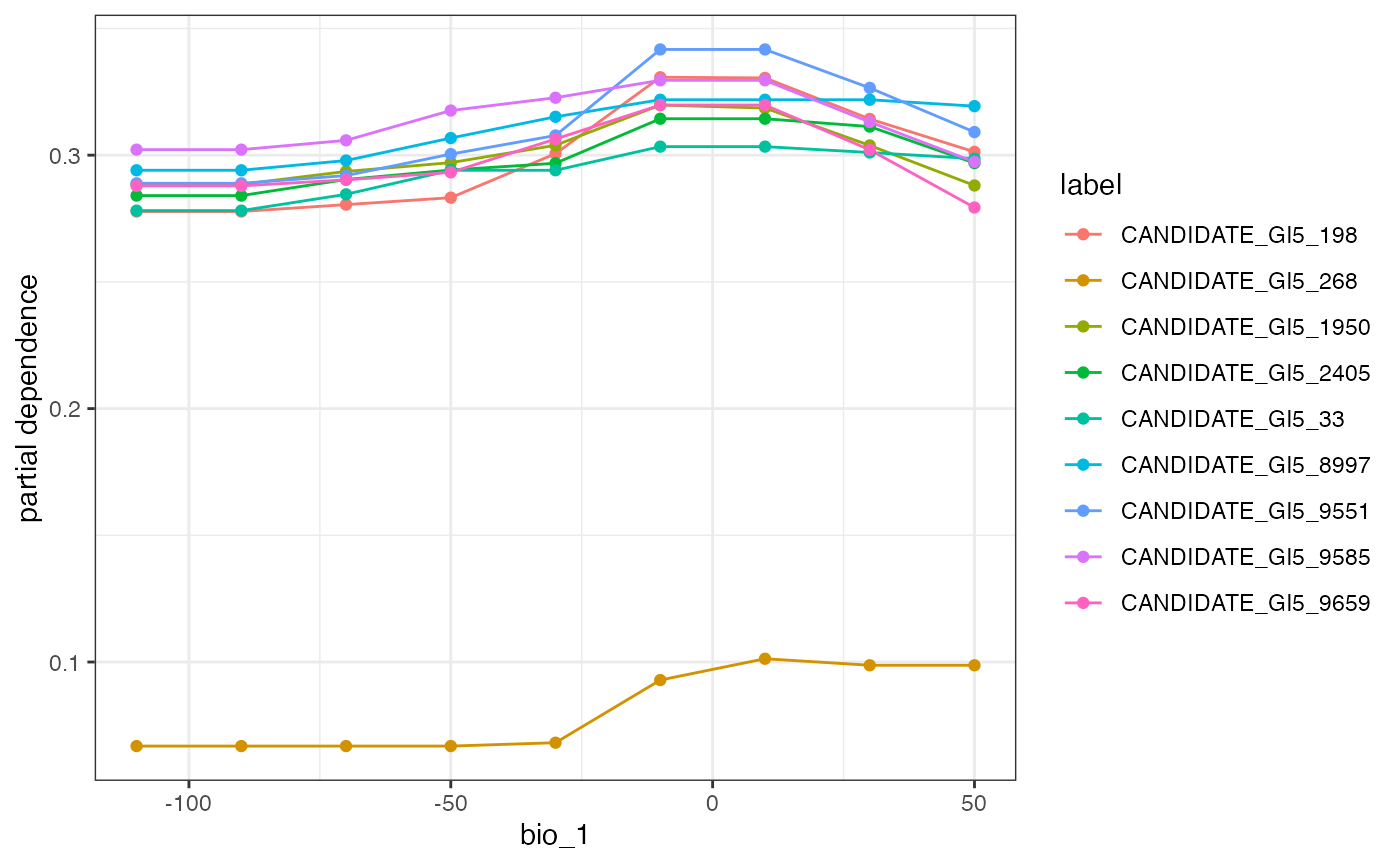 partial dependence
0.3
0.2
0.1
-100
-50
0
50
bio_1
label
CANDIDATE_GI5_198
CANDIDATE_GI5_268
CANDIDATE_GI5_1950
CANDIDATE_GI5_2405
CANDIDATE_GI5_33
CANDIDATE_GI5_8997
CANDIDATE_GI5_9551
CANDIDATE_GI5_9585
CANDIDATE_GI5_9659